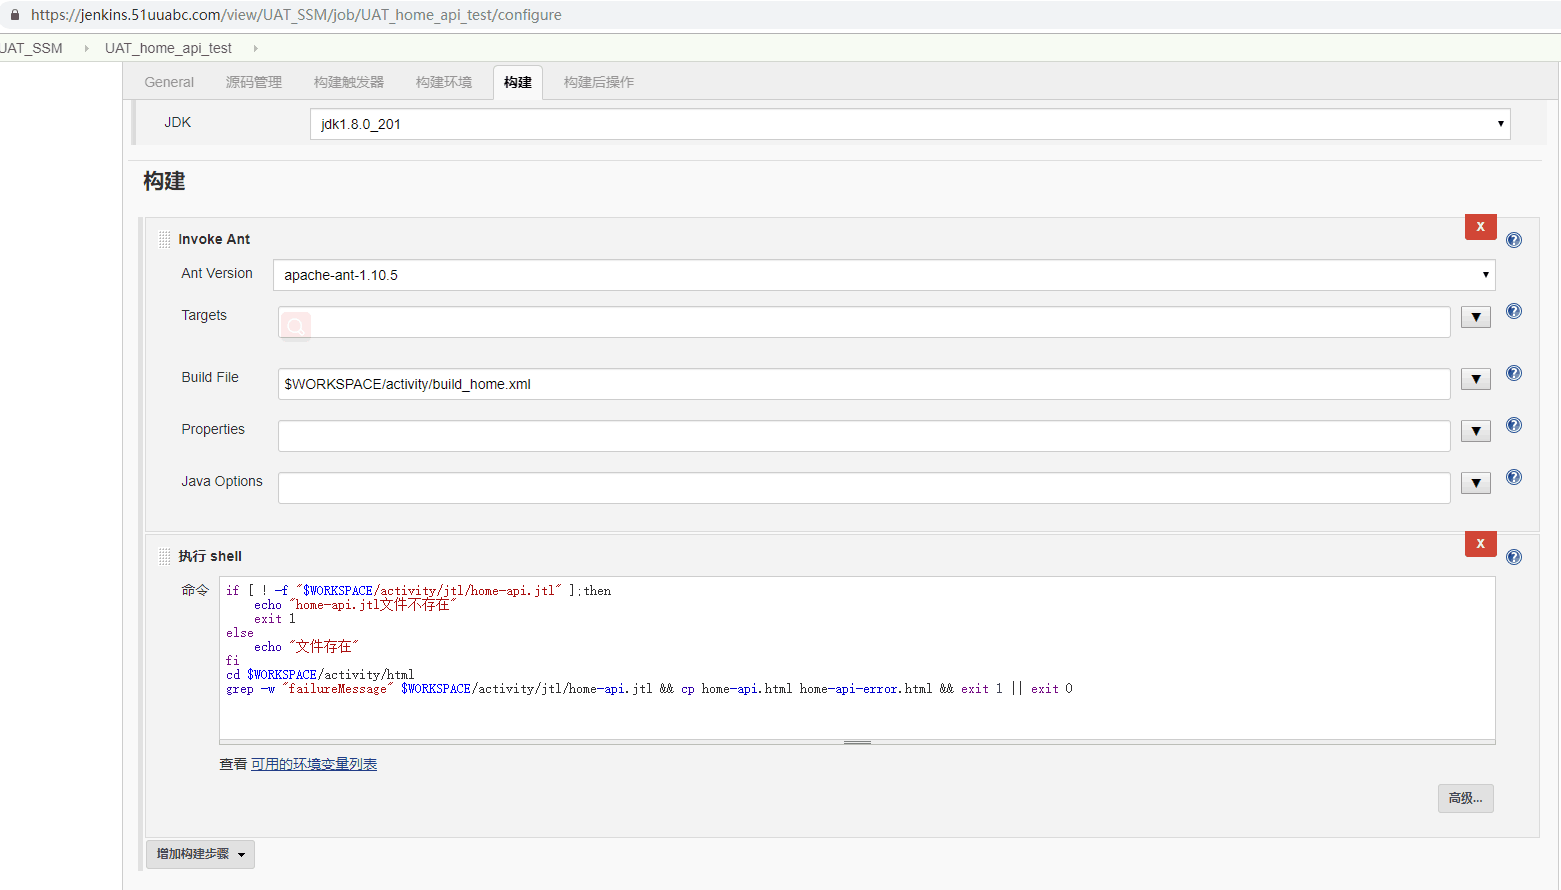 https://jenkins.51uuabc.com/view/UAT_SSM/job/UAT_home_api_test/configure
UAT_SSM UAT_home_api_test
General 源码管理 构建触发器 构建环境 构建 构建后操作
JDK jdk1.8.0_201
构建
X
Invoke Ant
Ant Version apache-ant-1.10.5
Targets
Build File $WORKSPACE/activity/build_home.xml
Properties
Java Options
X
执行 shell
命令
if [ ! -f "$WORKSPACE/activity/jtl/home-api.jtl" ];then
echo "home-api.jtl文件不存在"
exit 1
else
echo "文件存在"
fi
cd $WORKSPACE/activity/html
grep -w "failureMessage" $WORKSPACE/activity/jtl/home-api.jtl && cp home-api.html home-api-error.html && exit 1 || exit 0
查看 可用的环境变量列表
高级...
增加构建步骤